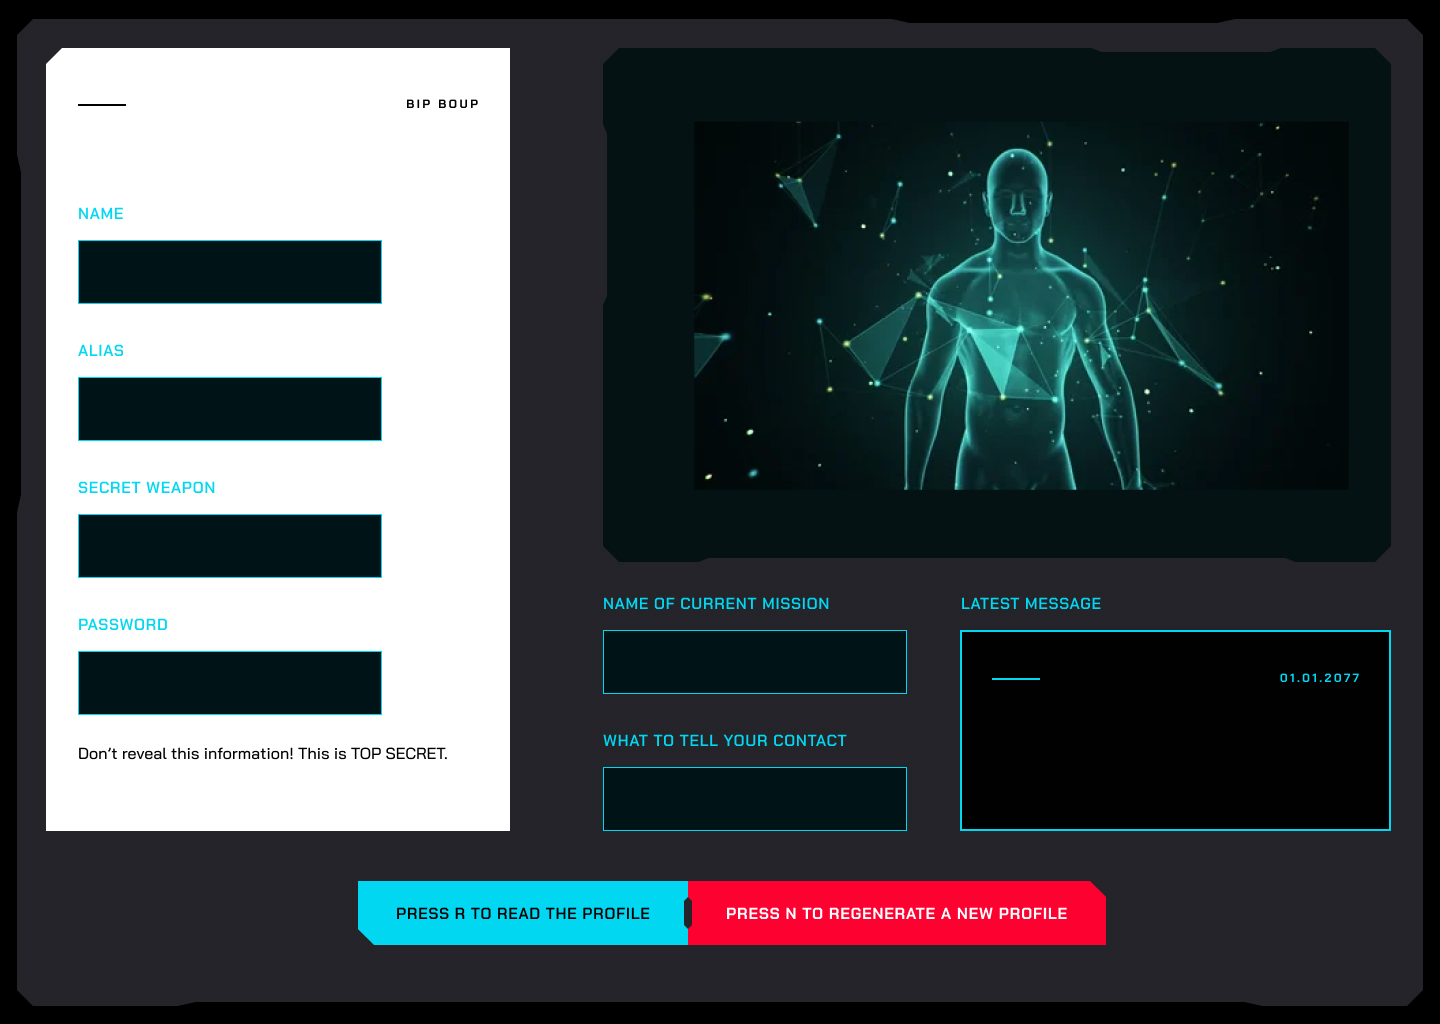 BIP BOUP
NAME
ALIAS
SECRET WEAPON
PASSWORD
Don’t reveal this information! This is TOP SECRET.
NAME OF CURRENT MISSION
WHAT TO TELL YOUR CONTACT
LATEST MESSAGE
01.01.2077
PRESS R TO READ THE PROFILE
PRESS N TO REGENERATE A NEW PROFILE